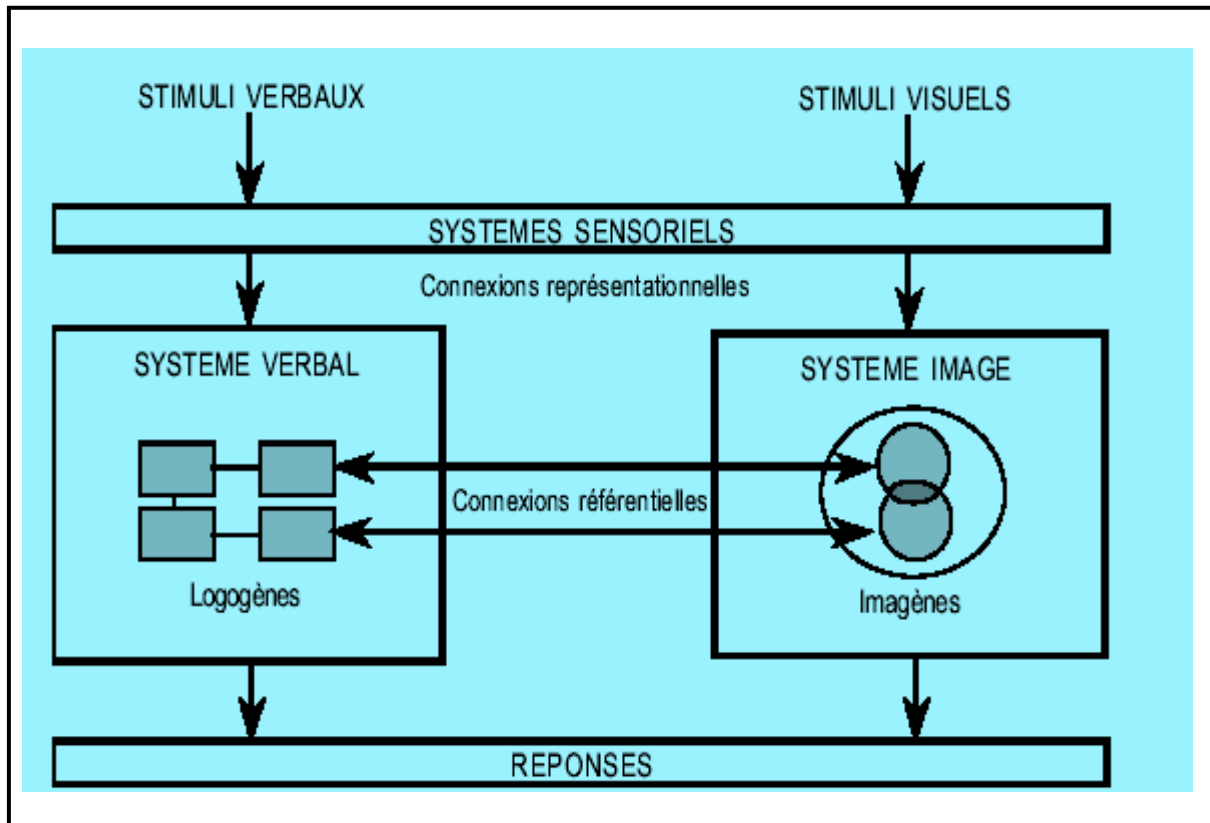 STIMULI VERBAUX
STIMULI VISUELS
SYSTEMES SENSORIELS
Connexions représentationnelles
SYSTEME VERBAL
SYSTEME IMAGE
Connexions référentielles
Logogènes
Imagènes
REPONSES